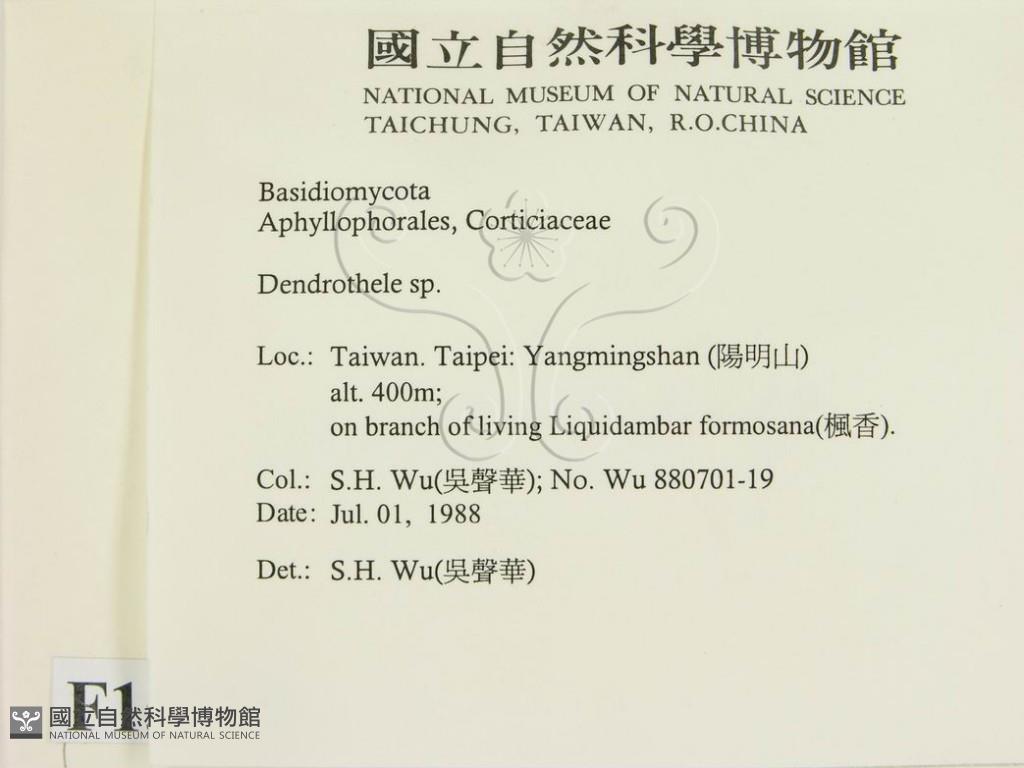 國立自然科學博物館
NATIONAL MUSEUM OF NATURAL SCIENCE
TAICHUNG, TAIWAN, R.O.CHINA
Basidiomycota
Aphyllophorales, Corticiaceae
Dendrothele sp.
Loc.: Taiwan. Taipei: Yangmingshan (陽明山)
alt. 400m;
on branch of living Liquidambar formosana(楓香).
Col.: S.H. Wu(吳聲華); No. Wu 880701-19
Date: Jul. 01, 1988
Det.: S.H. Wu(吳聲華)
F1
國立自然科學博物館
NATIONAL MUSEUM OF NATURAL SCIENCE